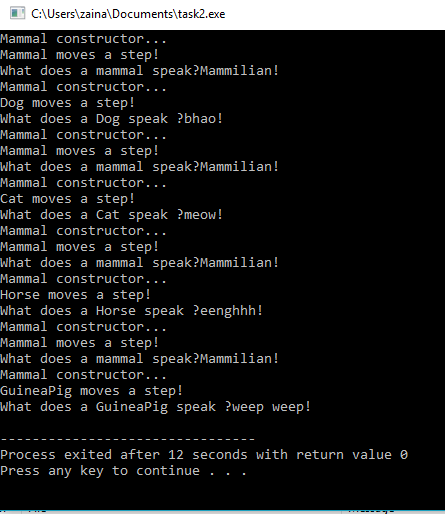 C:\Users\zaina\Documents\task2.exe
Mammal constructor...
Mammal moves a step!
What does a mammal speak?Mammilian!
Mammal constructor...
Dog moves a step!
What does a Dog speak ?bhao!
Mammal constructor...
Mammal moves a step!
What does a mammal speak?Mammilian!
Mammal constructor...
Cat moves a step!
What does a Cat speak ?meow!
Mammal constructor...
Mammal moves a step!
What does a mammal speak?Mammilian!
Mammal constructor...
Horse moves a step!
What does a Horse speak ?eenghhh!
Mammal constructor...
Mammal moves a step!
What does a mammal speak?Mammilian!
Mammal constructor...
GuineaPig moves a step!
What does a GuineaPig speak ?weep weep!
--------------------------------
Process exited after 12 seconds with return value 0
Press any key to continue . . .